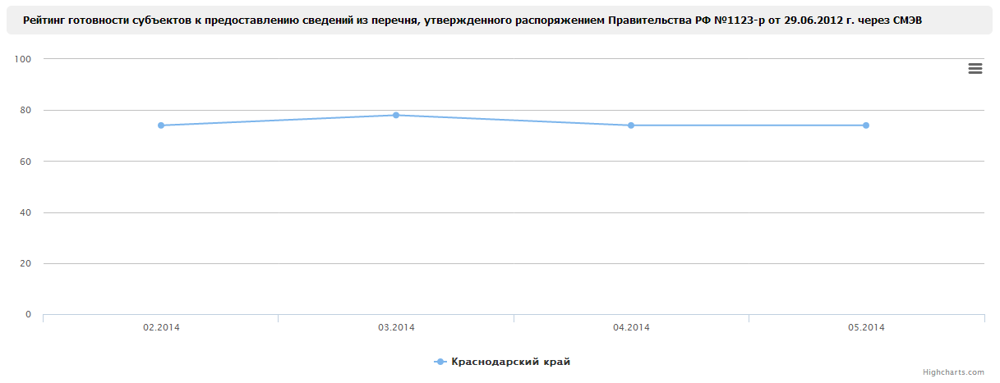 Рейтинг готовности субъектов к предоставлению сведений из перечня, утвержденного распоряжением Правительства РФ №1123-р от 29.06.2012 г. через СМЭВ
100
80
60
40
20
0
02.2014 03.2014 04.2014 05.2014
Краснодарский край
Highcharts.com